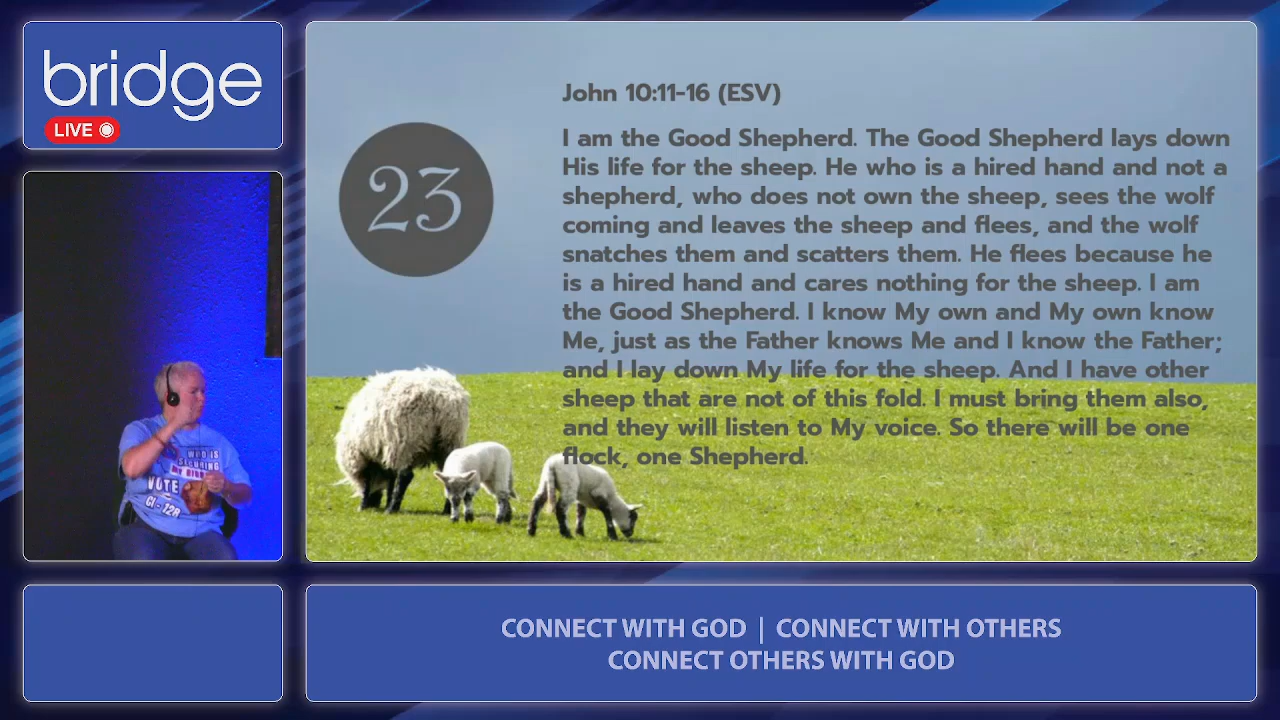 bridge
LIVE
23
John 10:11-16 (ESV)
I am the Good Shepherd. The Good Shepherd lays down
His life for the sheep. He who is a hired hand and not a
shepherd, who does not own the sheep, sees the wolf
coming and leaves the sheep and flees, and the wolf
snatches them and scatters them. He flees because he
is a hired hand and cares nothing for the sheep. I am
the Good Shepherd. I know My own and My own know
Me, just as the Father knows Me and I know the Father;
and I lay down My life for the sheep. And I have other
sheep that are not of this fold. I must bring them also,
and they will listen to My voice. So there will be one
flock, one Shepherd.
IS
MY
VOTE
CI-128
CONNECT WITH GOD | CONNECT WITH OTHERS
CONNECT OTHERS WITH GOD